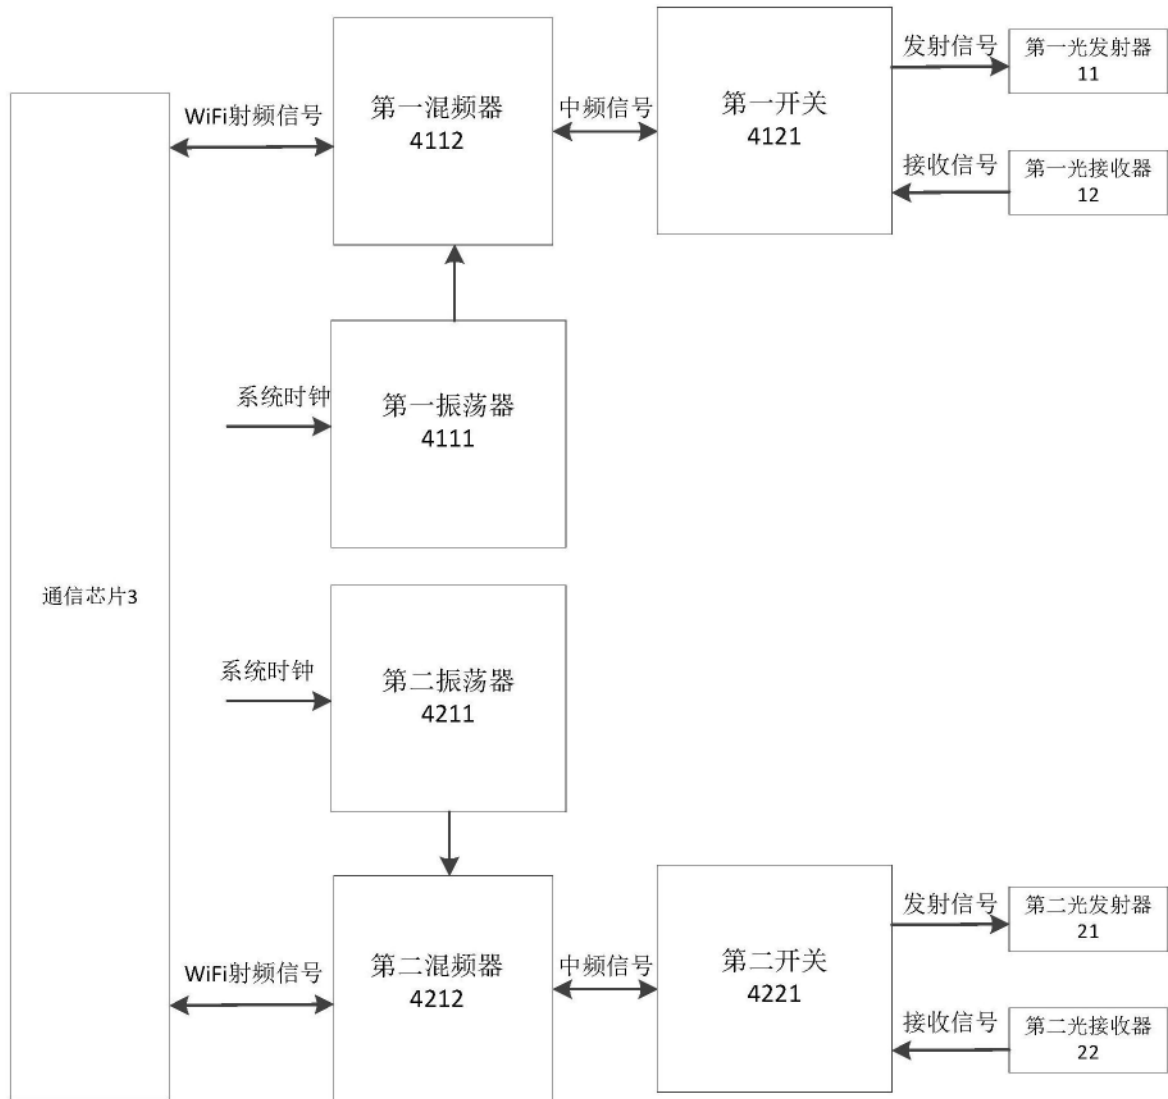 发射信号
第一光发射器
11
WiFi射频信号
第一混频器
4112
中频信号
第一开关
4121
接收信号
第一光接收器
12
系统时钟
第一振荡器
4111
通信芯片3
系统时钟
第二振荡器
4211
发射信号
第二光发射器
21
WiFi射频信号
第二混频器
4212
中频信号
第二开关
4221
接收信号
第二光接收器
22